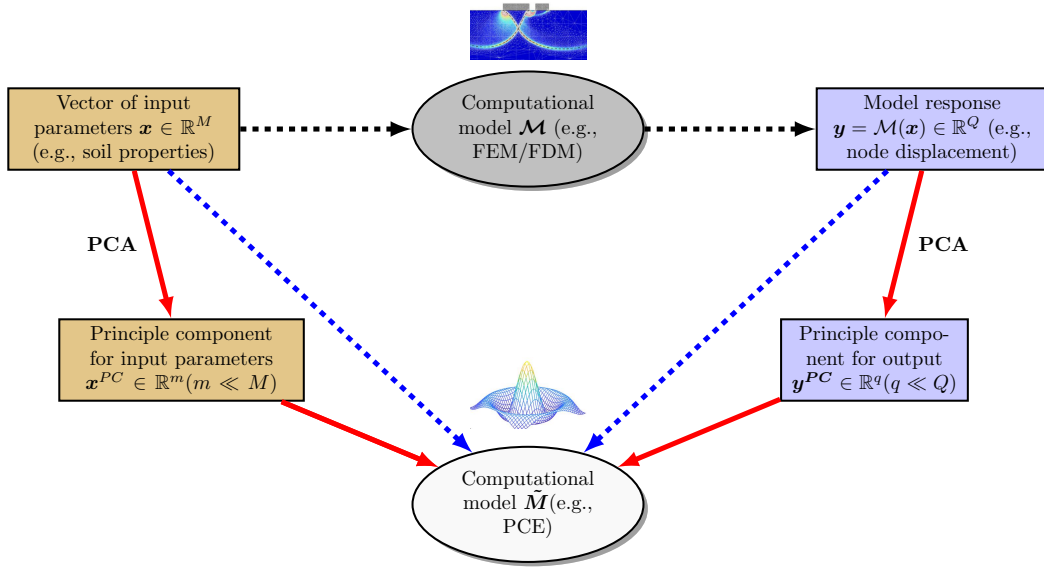 Vector of input
parameters 𝒙 ∈ ℝ^M
(e.g., soil properties)
Computational
model 𝓜 (e.g.,
FEM/FDM)
Model response
𝒚 = ℳ(𝒙) ∈ ℝ^Q (e.g.,
node displacement)
PCA
PCA
Principle component
for input parameters
𝒙^{PC} ∈ ℝ^m(m ≪ M)
Principle compo-
nent for output
𝒚^{PC} ∈ ℝ^q(q ≪ Q)
Computational
model 𝑴̃(e.g.,
PCE)